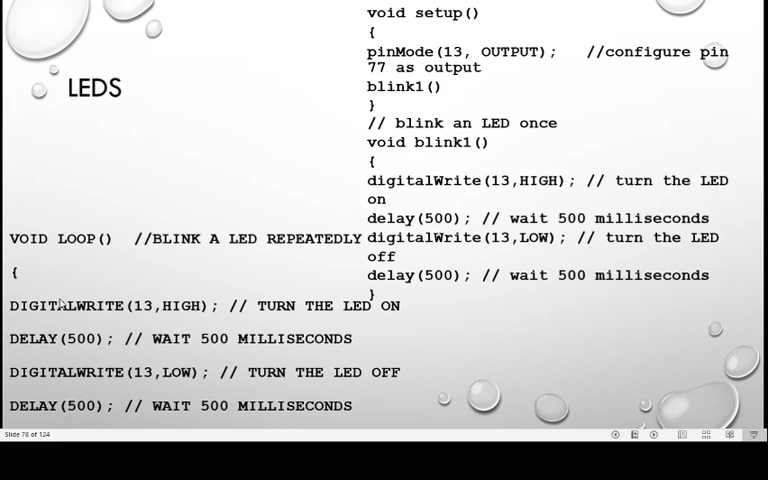 LEDS
VOID LOOP() //BLINK A LED REPEATEDLY
{
DIGITALWRITE(13,HIGH); // TURN THE LED ON
DELAY(500); // WAIT 500 MILLISECONDS
DIGITALWRITE(13,LOW); // TURN THE LED OFF
DELAY(500); // WAIT 500 MILLISECONDS
void setup()
{
pinMode(13, OUTPUT); //configure pin
77 as output
blink1()
}
// blink an LED once
void blink1()
{
digitalWrite(13,HIGH); // turn the LED
on
delay(500); // wait 500 milliseconds
digitalWrite(13,LOW); // turn the LED
off
delay(500); // wait 500 milliseconds
}
Slide 78 of 124